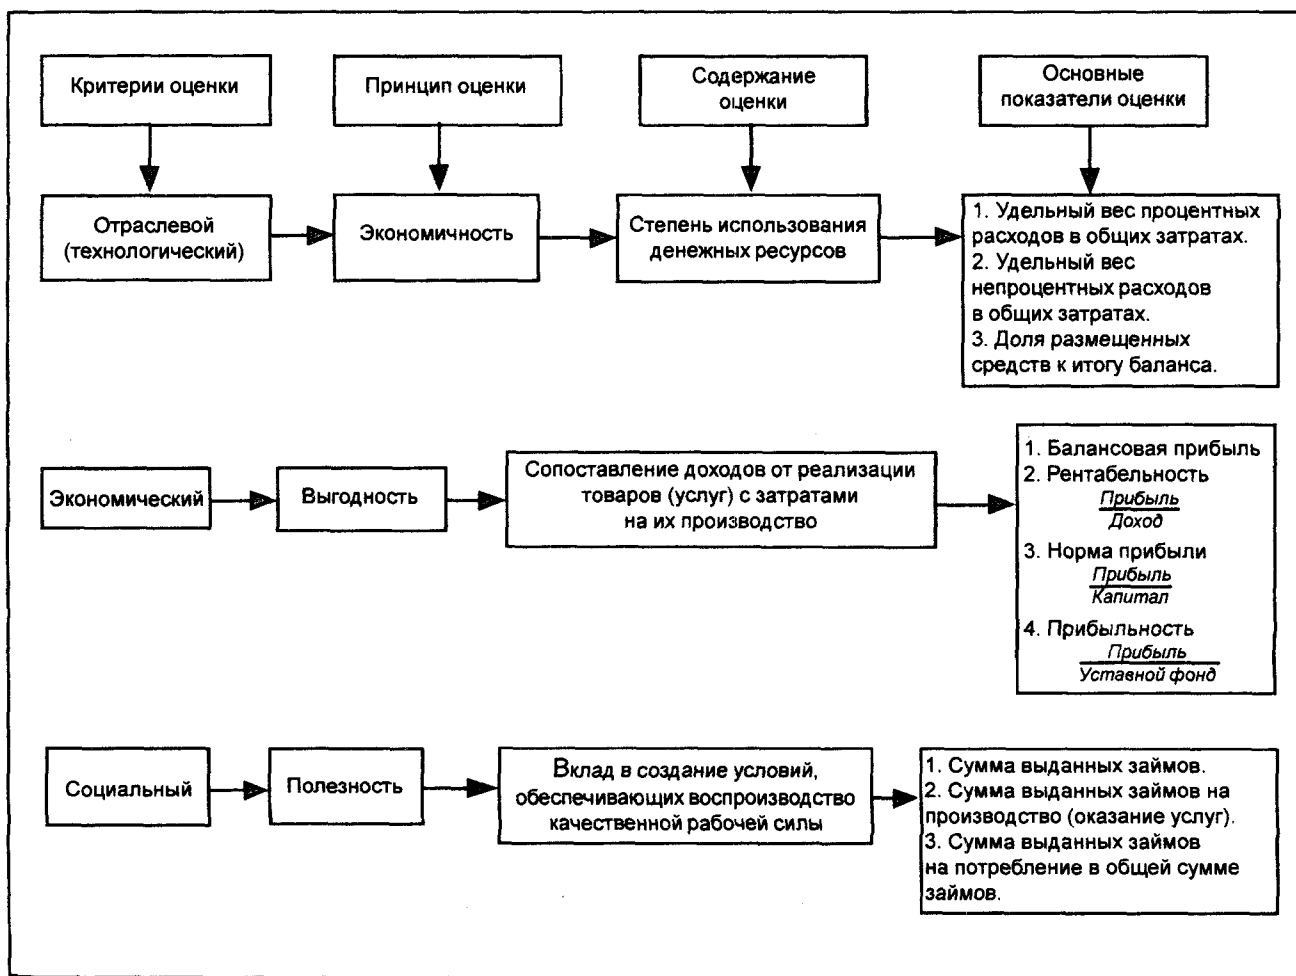 Критерии оценки
Принцип оценки
Содержание
оценки
Основные
показатели оценки
Отраслевой
(технологический)
Экономичность
Степень использования
денежных ресурсов
1. Удельный вес процентных
расходов в общих затратах.
2. Удельный вес
непроцентных расходов
в общих затратах.
3. Доля размещенных
средств к итогу баланса.
Экономический
Выгодность
Сопоставление доходов от реализации
товаров (услуг) с затратами
на их производство
1. Балансовая прибыль
2. Рентабельность
Прибыль
Доход
3. Норма прибыли
Прибыль
Капитал
4. Прибыльность
Прибыль
Уставной фонд
Социальный
Полезность
Вклад в создание условий,
обеспечивающих воспроизводство
качественной рабочей силы
1. Сумма выданных займов.
2. Сумма выданных займов на
производство (оказание услуг).
3. Сумма выданных займов
на потребление в общей сумме
займов.